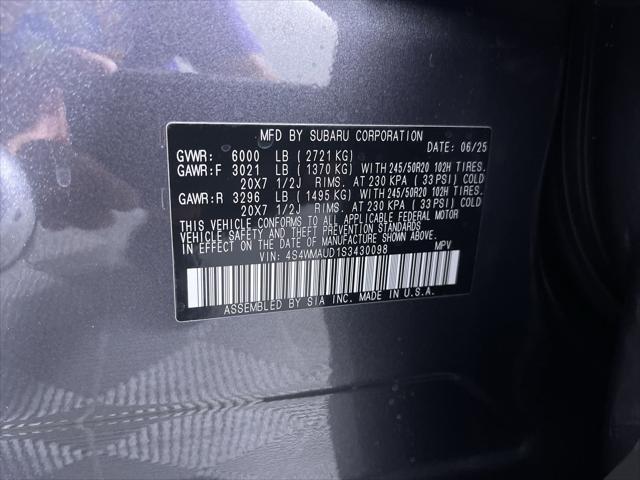 MFD BY SUBARU CORPORATION
DATE: 06/25
GVWR: 6000 LB ( 2721 KG)
GAWR:F 3021 LB ( 1370 KG) WITH 245/50R20 102H TIRES.
20X7 1/2J RIMS. AT 230 KPA ( 33 PSI) COLD
GAWR:R 3296 LB ( 1495 KG) WITH 245/50R20 102H TIRES.
20X7 1/2J RIMS. AT 230 KPA ( 33 PSI) COLD
THIS VEHICLE CONFORMS TO ALL APPLICABLE FEDERAL MOTOR
VEHICLE SAFETY AND BUMPER STANDARDS IN EFFECT ON THE
DATE OF MANUFACTURE SHOWN ABOVE.
VIN: 4S4WMAUD1S3430098 MPV
ASSEMBLED BY SIA INC. MADE IN U.S.A.